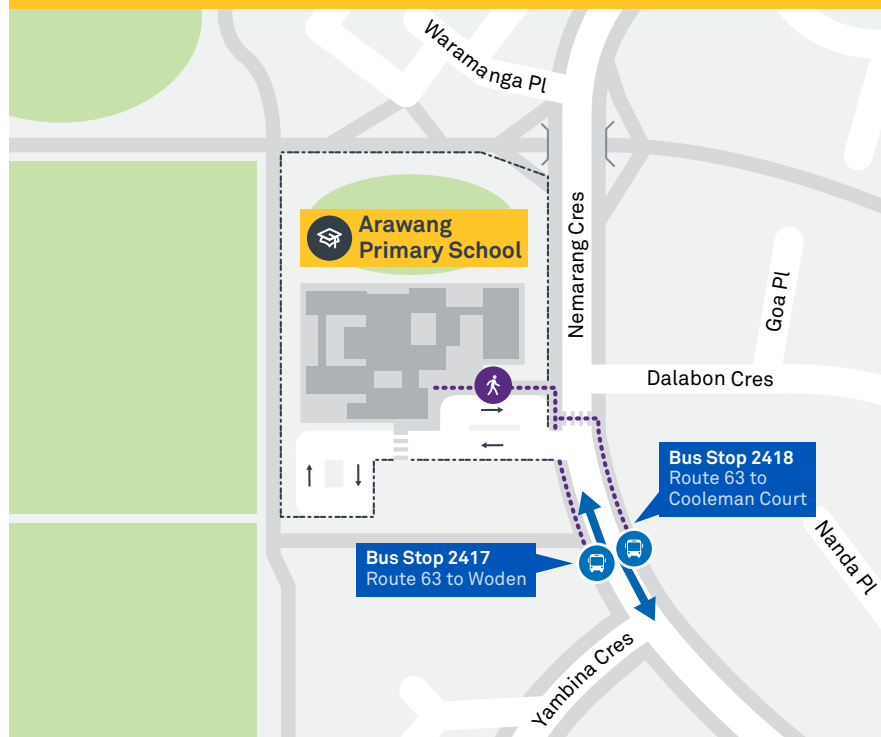 Waramanga Pl
Arawang
Primary School
Nemarang Cres
Goa Pl
Dalabon Cres
Bus Stop 2418
Route 63 to
Cooleman Court
Nanda Pl
Bus Stop 2417
Route 63 to Woden
Yambina Cres